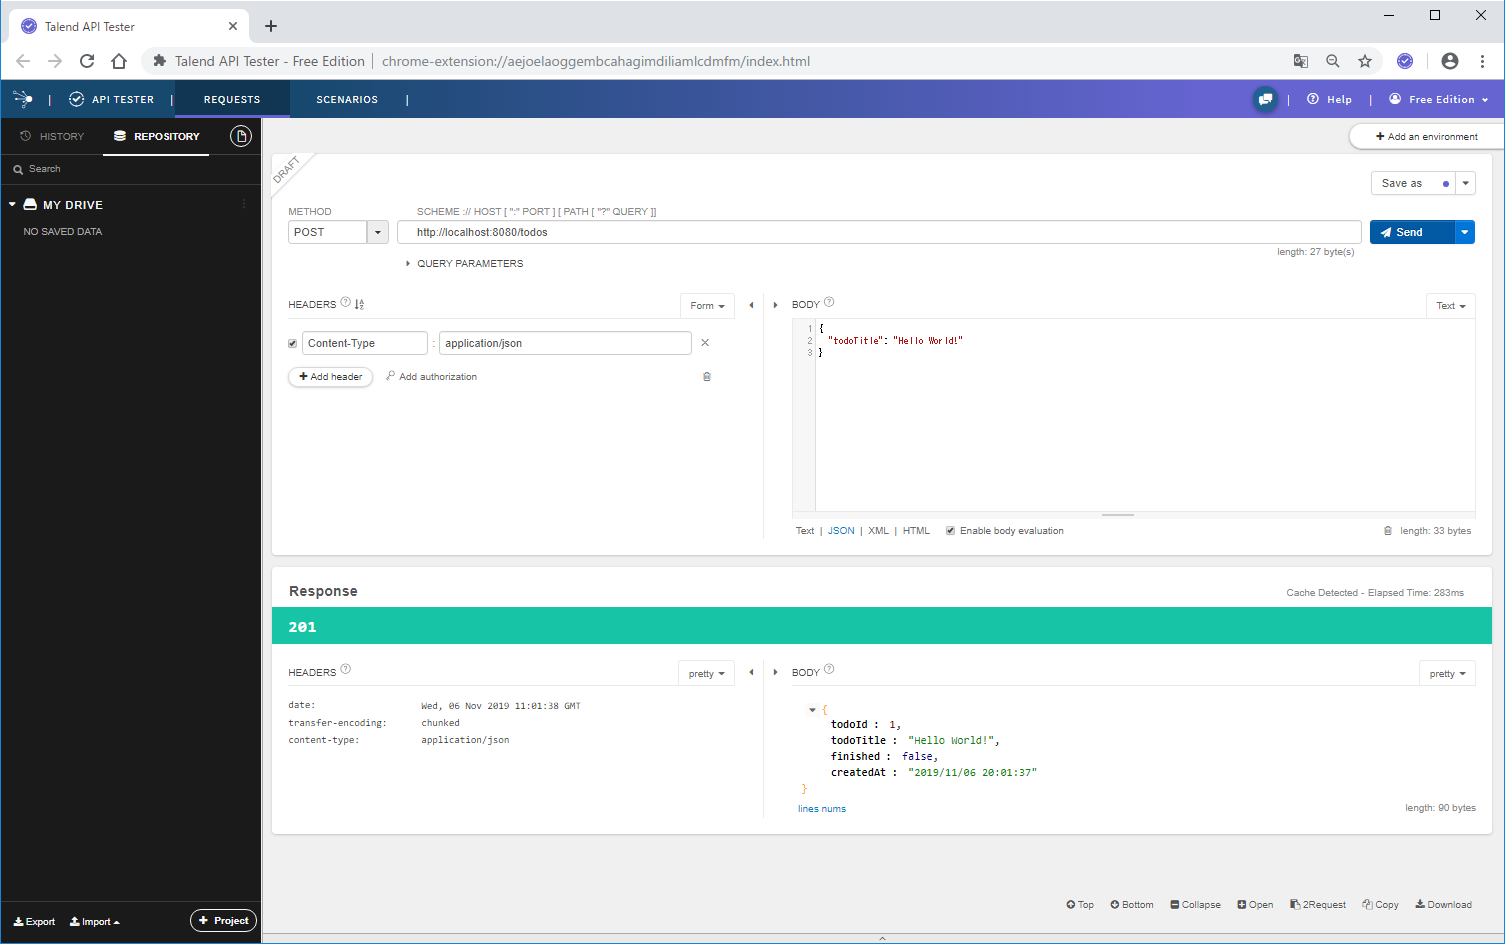 Talend API Tester
Talend API Tester - Free Edition | chrome-extension://aejoelaoggembcahagimdiliamlcdmfm/index.html
| API TESTER | REQUESTS SCENARIOS | | Help | Free Edition
HISTORY REPOSITORY
Add an environment
Search
DRAFT
Save as
MY DRIVE
NO SAVED DATA
METHOD SCHEME :// HOST [ ":" PORT ] [ PATH [ "?" QUERY ]]
POST http://localhost:8080/todos Send
length: 27 byte(s)
QUERY PARAMETERS
HEADERS ? Form
BODY ? Text
Content-Type : application/json
Add header Add authorization
1 {
2 "todoTitle": "Hello World!"
3 }
Text | JSON | XML | HTML Enable body evaluation length: 33 bytes
Response Cache Detected - Elapsed Time: 283ms
201
HEADERS ? pretty
BODY ? pretty
date: Wed, 06 Nov 2019 11:01:38 GMT
transfer-encoding: chunked
content-type: application/json
{
todoId : 1,
todoTitle : "Hello World!",
finished : false,
createdAt : "2019/11/06 20:01:37"
}
lines nums length: 90 bytes
Top Bottom Collapse Open 2Request Copy Download
Export Import Project